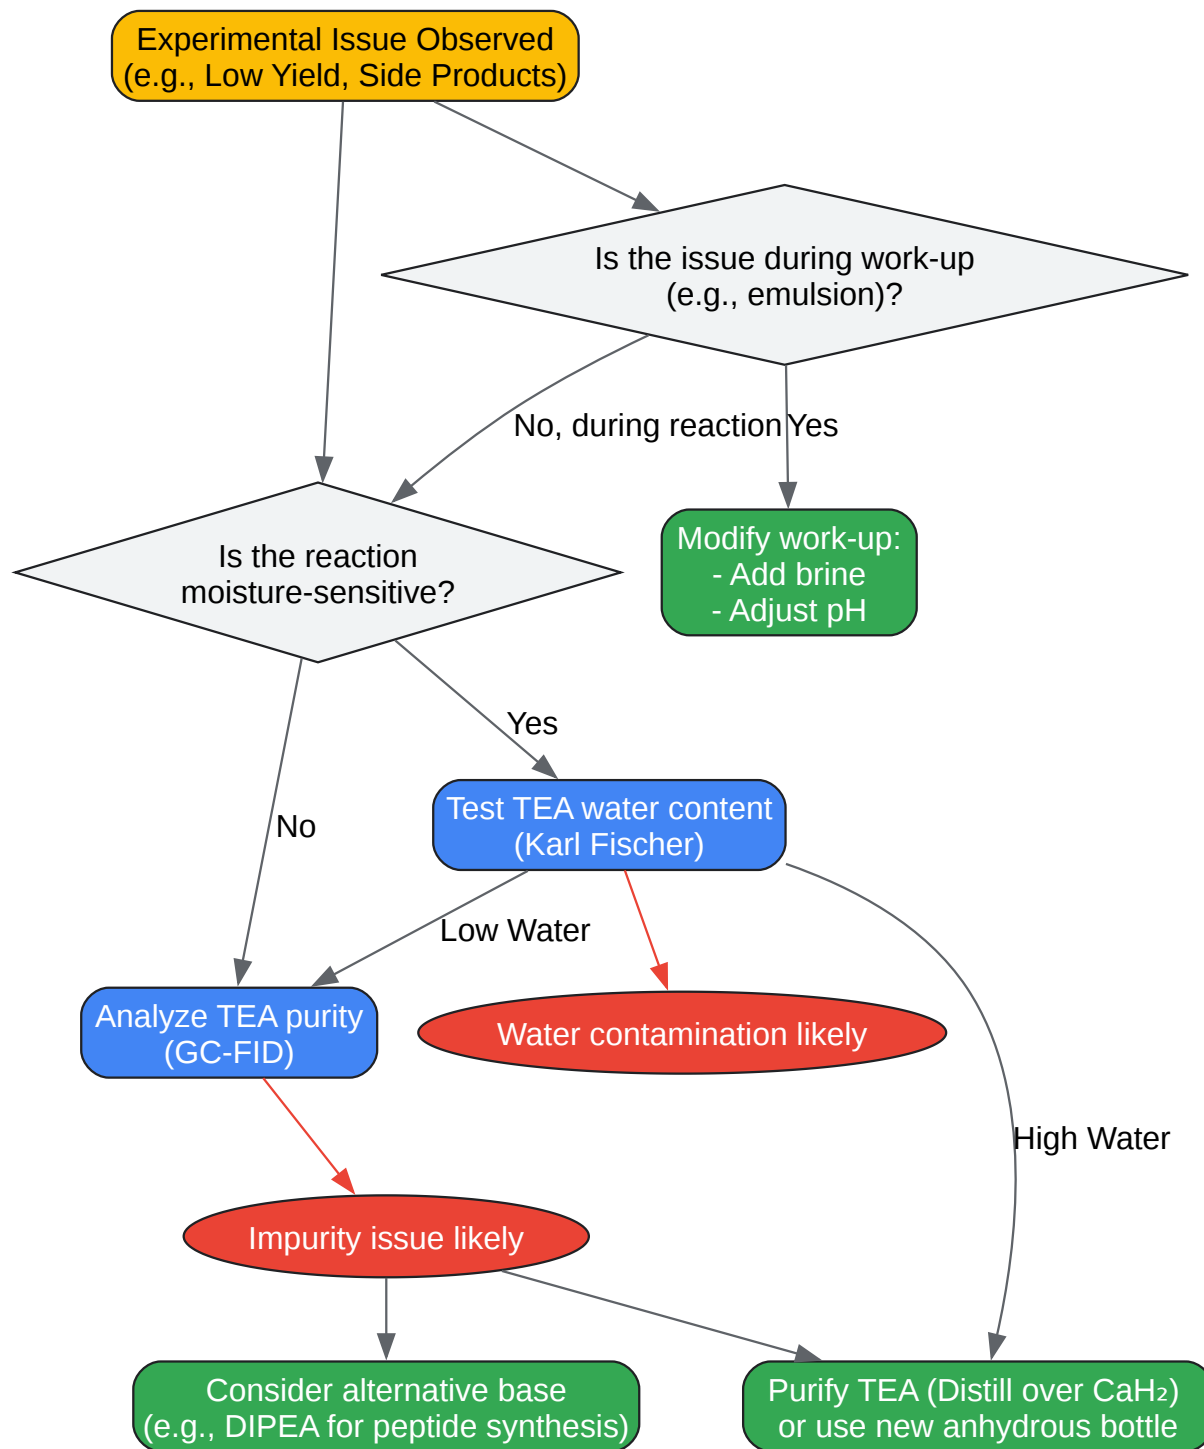 Experimental Issue Observed
(e.g., Low Yield, Side Products)
Is the issue during work-up
(e.g., emulsion)?
No, during reaction
Yes
Modify work-up:
- Add brine
- Adjust pH
Is the reaction
moisture-sensitive?
Yes
No
Test TEA water content
(Karl Fischer)
Low Water
Analyze TEA purity
(GC-FID)
Water contamination likely
High Water
Impurity issue likely
Consider alternative base
(e.g., DIPEA for peptide synthesis)
Purify TEA (Distill over CaH₂)
or use new anhydrous bottle